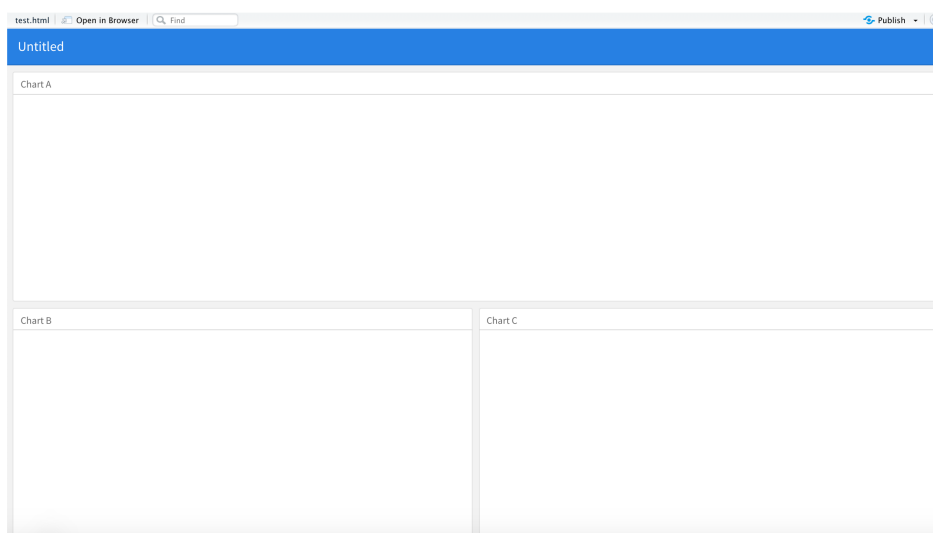 test.html Open in Browser Find Publish
Untitled
Chart A
Chart B Chart C